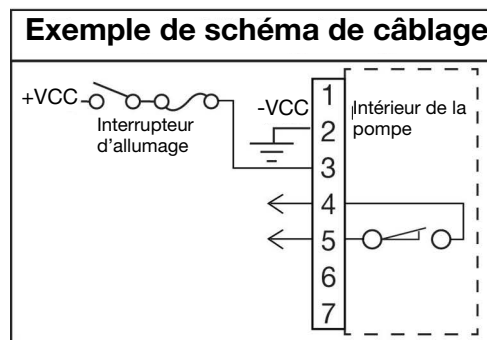 Exemple de schéma de câblage
+VCC
Interrupteur
d'allumage
-VCC
1
2
3
4
5
6
7
Intérieur de la
pompe